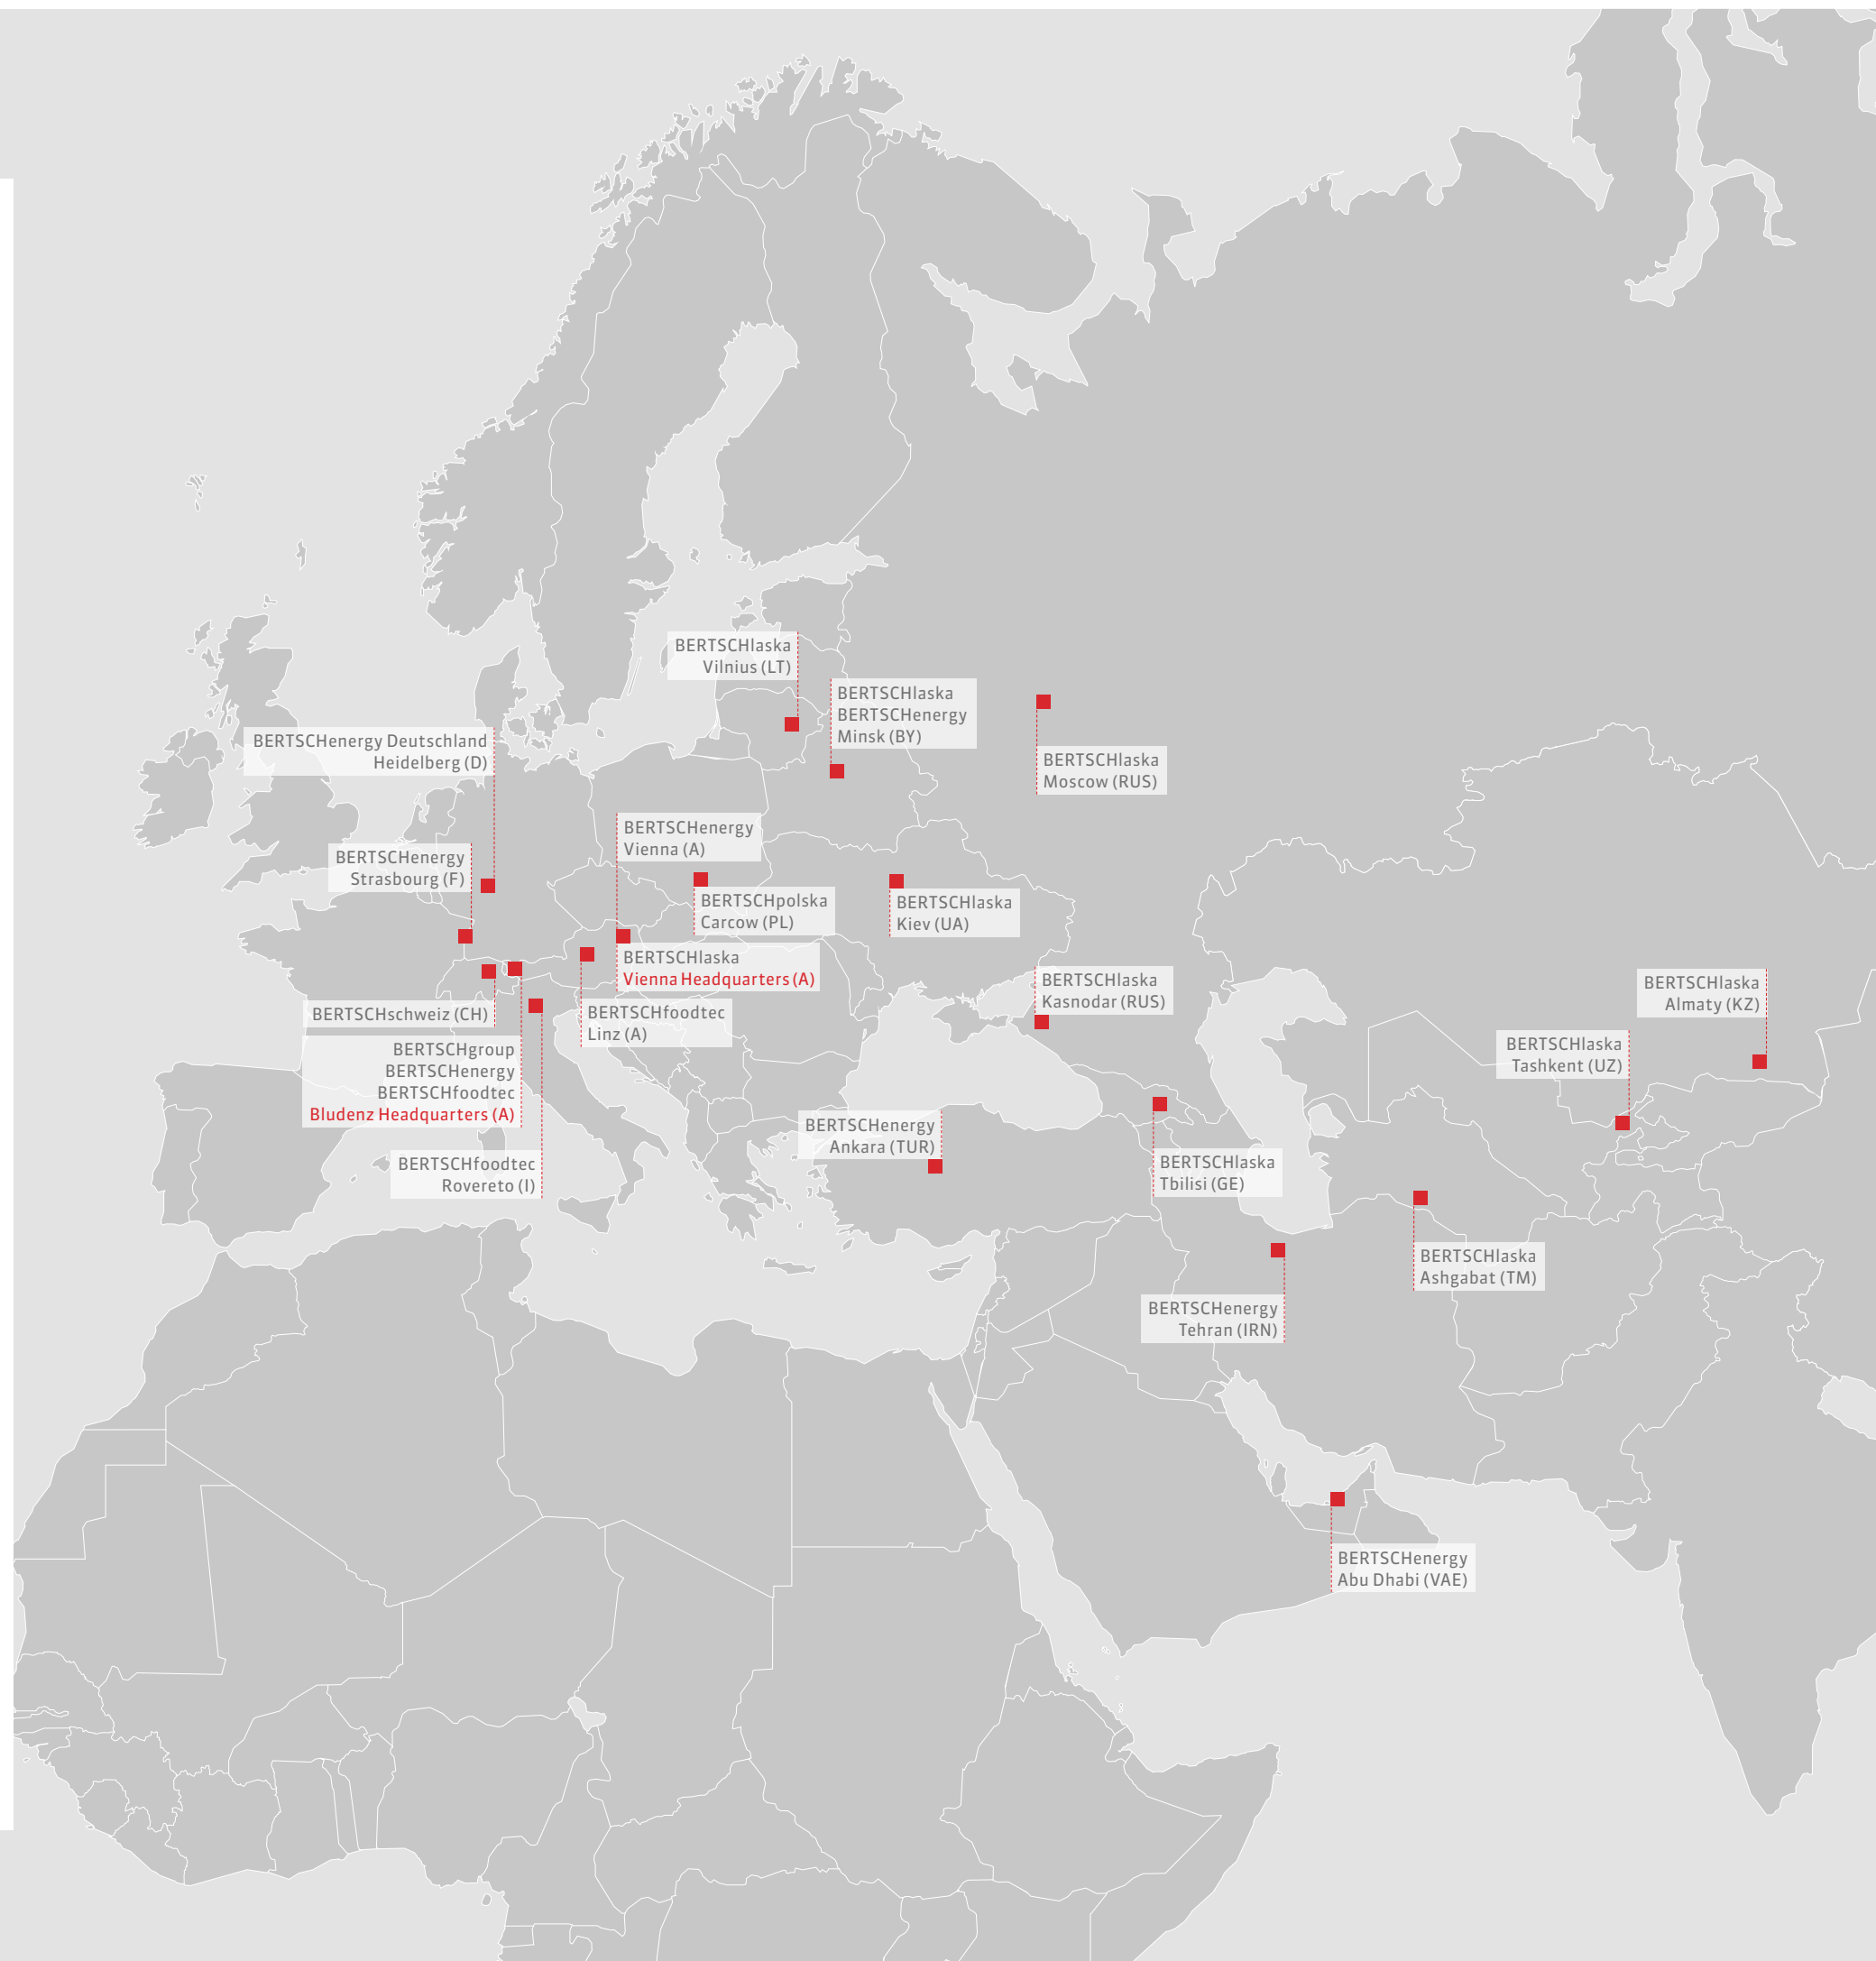 BERTSCHlaska
Vilnius (LT)
BERTSCHlaska
BERTSCHenergy
Minsk (BY)
BERTSCHlaska
Moscow (RUS)
BERTSCHenergy Deutschland
Heidelberg (D)
BERTSCHenergy
Vienna (A)
BERTSCHenergy
Strasbourg (F)
BERTSCHpolska
Carcow (PL)
BERTSCHlaska
Kiev (UA)
BERTSCHlaska
Vienna Headquarters (A)
BERTSCHlaska
Kasnodar (RUS)
BERTSCHlaska
Almaty (KZ)
BERTSCHschweiz (CH)
BERTSCHfoodtec
Linz (A)
BERTSCHlaska
Tashkent (UZ)
BERTSCHgroup
BERTSCHenergy
BERTSCHfoodtec
Bludenz Headquarters (A)
BERTSCHenergy
Ankara (TUR)
BERTSCHfoodtec
Rovereto (I)
BERTSCHlaska
Tbilisi (GE)
BERTSCHlaska
Ashgabat (TM)
BERTSCHenergy
Tehran (IRN)
BERTSCHenergy
Abu Dhabi (VAE)